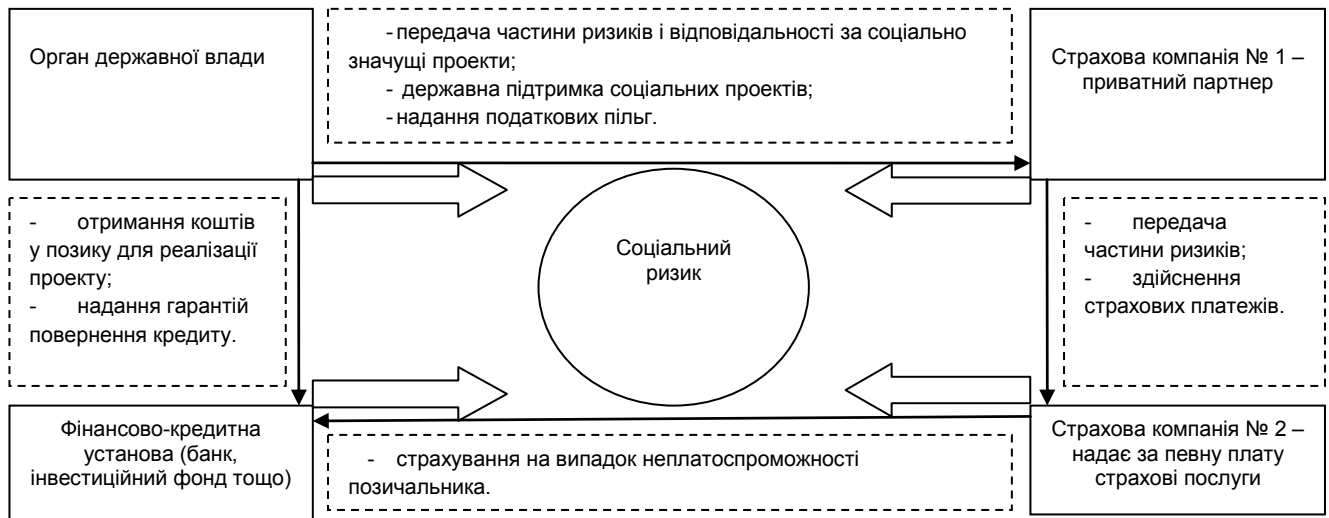 Орган державної влади
-передача частини ризиків і відповідальності за соціально
значущі проекти;
- державна підтримка соціальних проектів;
-надання податкових пільг.
Страхова компанія № 1 –
приватний партнер
- отримання коштів
у позику для реалізації
проекту;
- надання гарантій
повернення кредиту.
Соціальний
ризик
- передача
частини ризиків;
- здійснення
страхових платежів.
Фінансово-кредитна
установа (банк,
інвестиційний фонд тощо)
- страхування на випадок неплатоспроможності
позичальника.
Страхова компанія № 2 –
надає за певну плату
страхові послуги